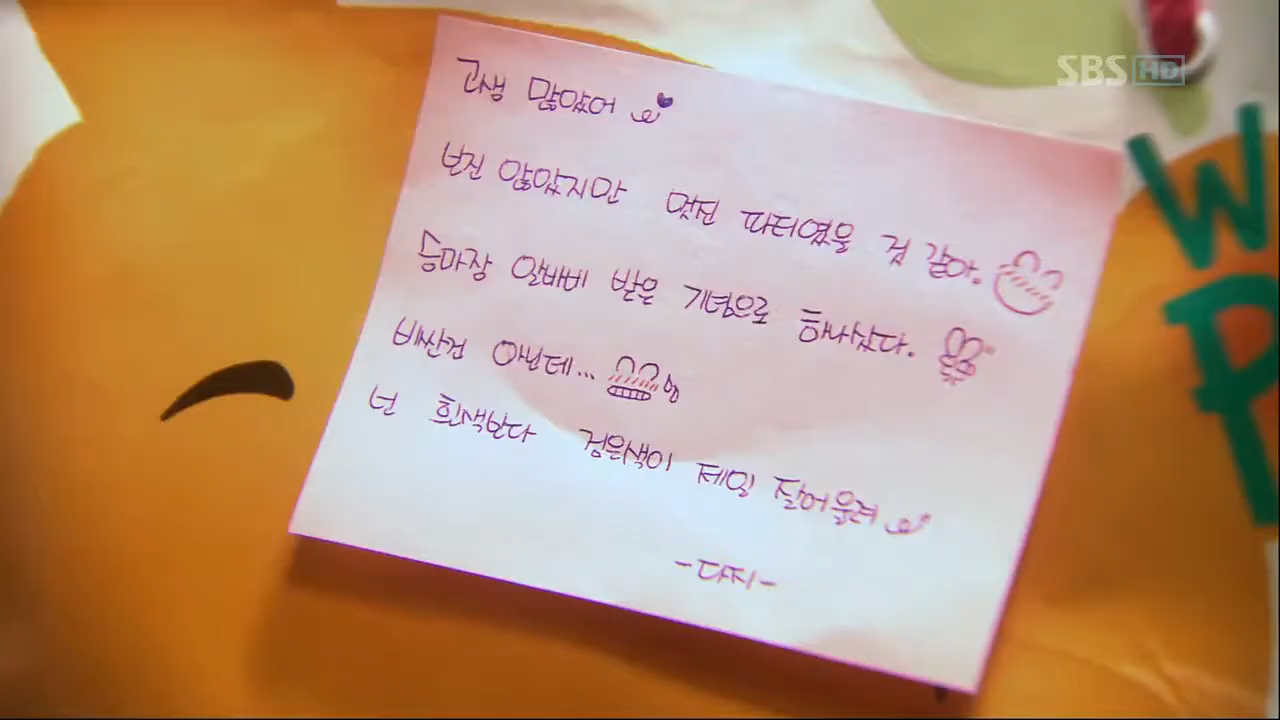 SBS HD
고생 많았어
보진 않았지만 멋진 파티였을 것 같아.
승마장 알바비 받은 기념으로 하나샀다.
비싼건 아닌데...
넌 흰색보다 검은색이 제일 잘어울려
-다지-
W